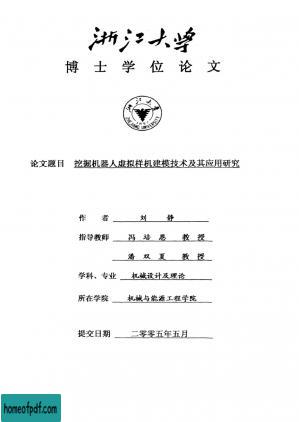 浙江大学
博士学位论文
ZHEJIANG UNIVERSITY
论文题目 挖掘机器人虚拟样机建模技术及其应用研究
作者 刘静
指导教师 冯培恩 教授
潘双夏 教授
学科、专业 机械设计及理论
所在学院 机械与能源工程学院
提交日期 二零零五年五月
homeofpdf.com